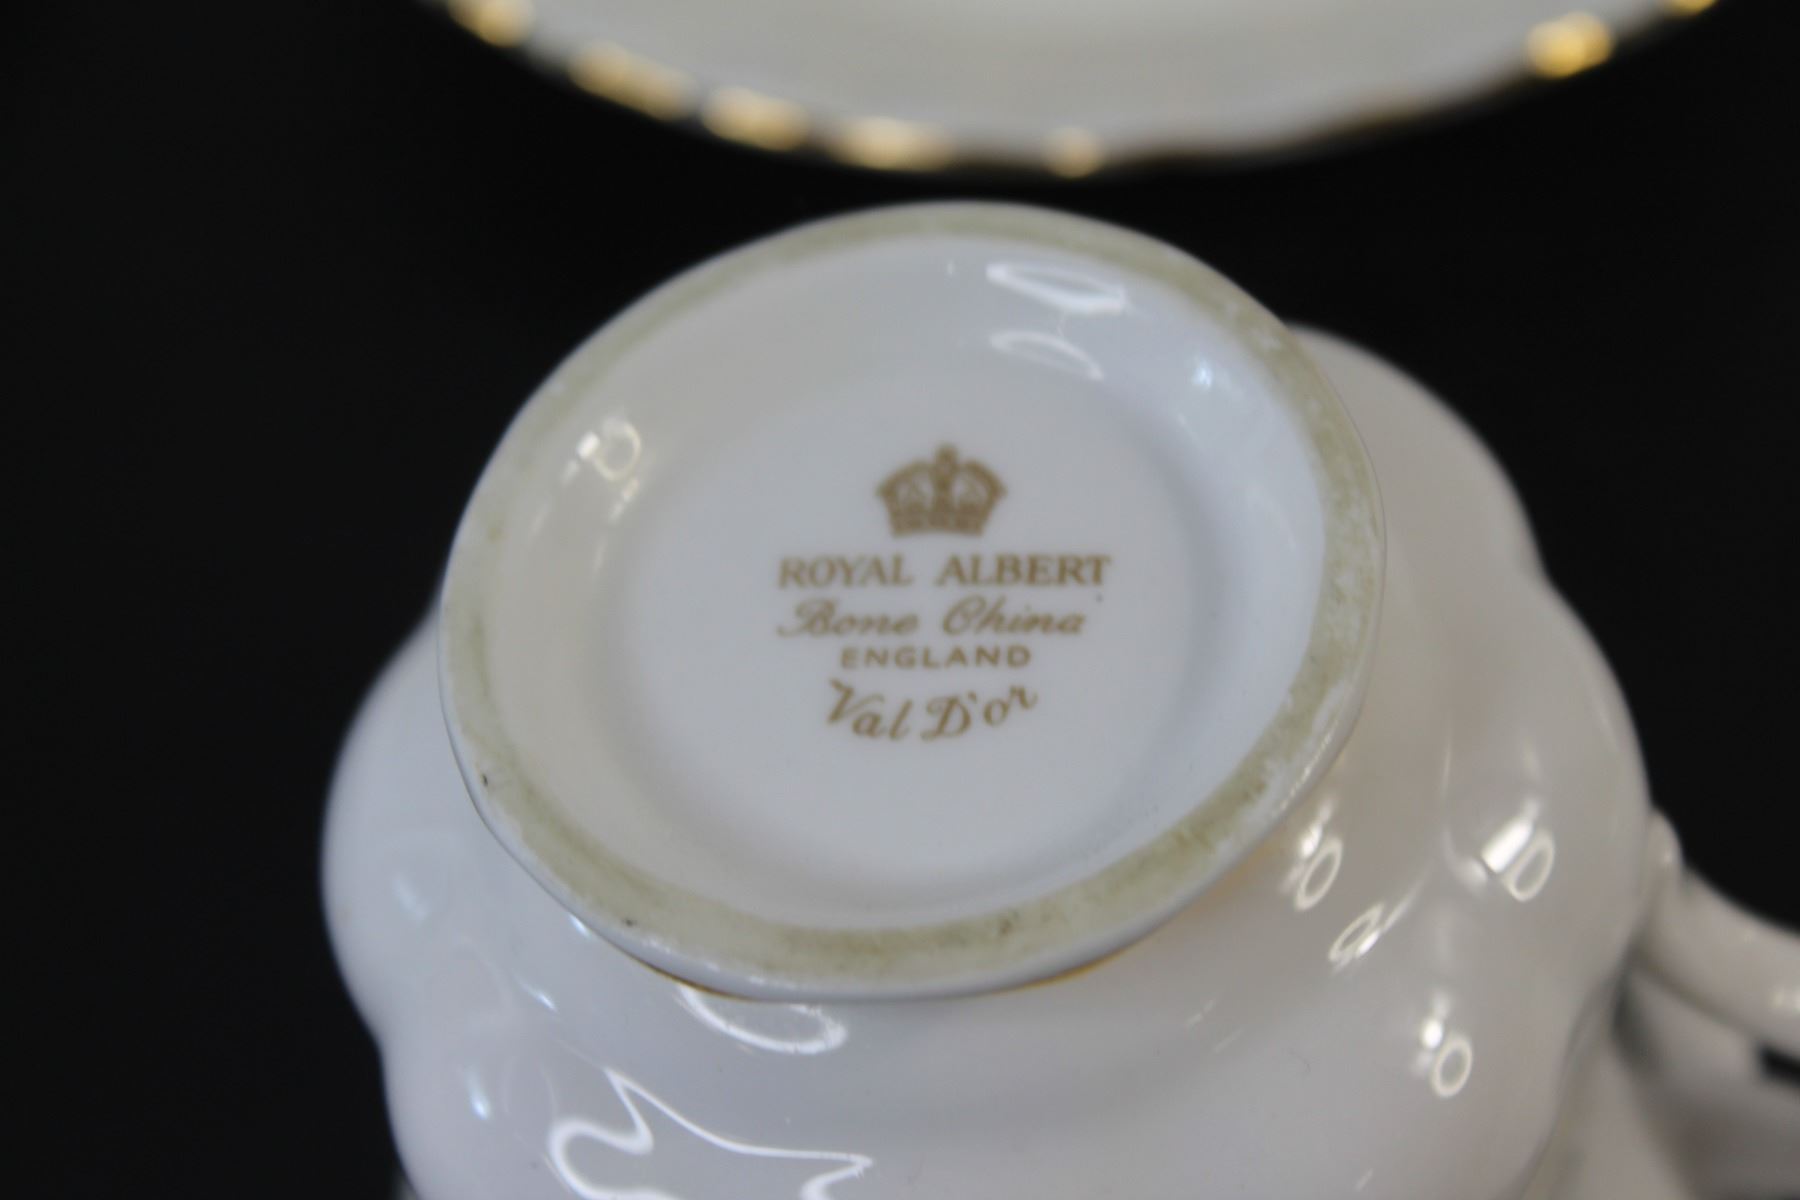 ROYAL ALBERT
Bone China
ENGLAND
Val D'or